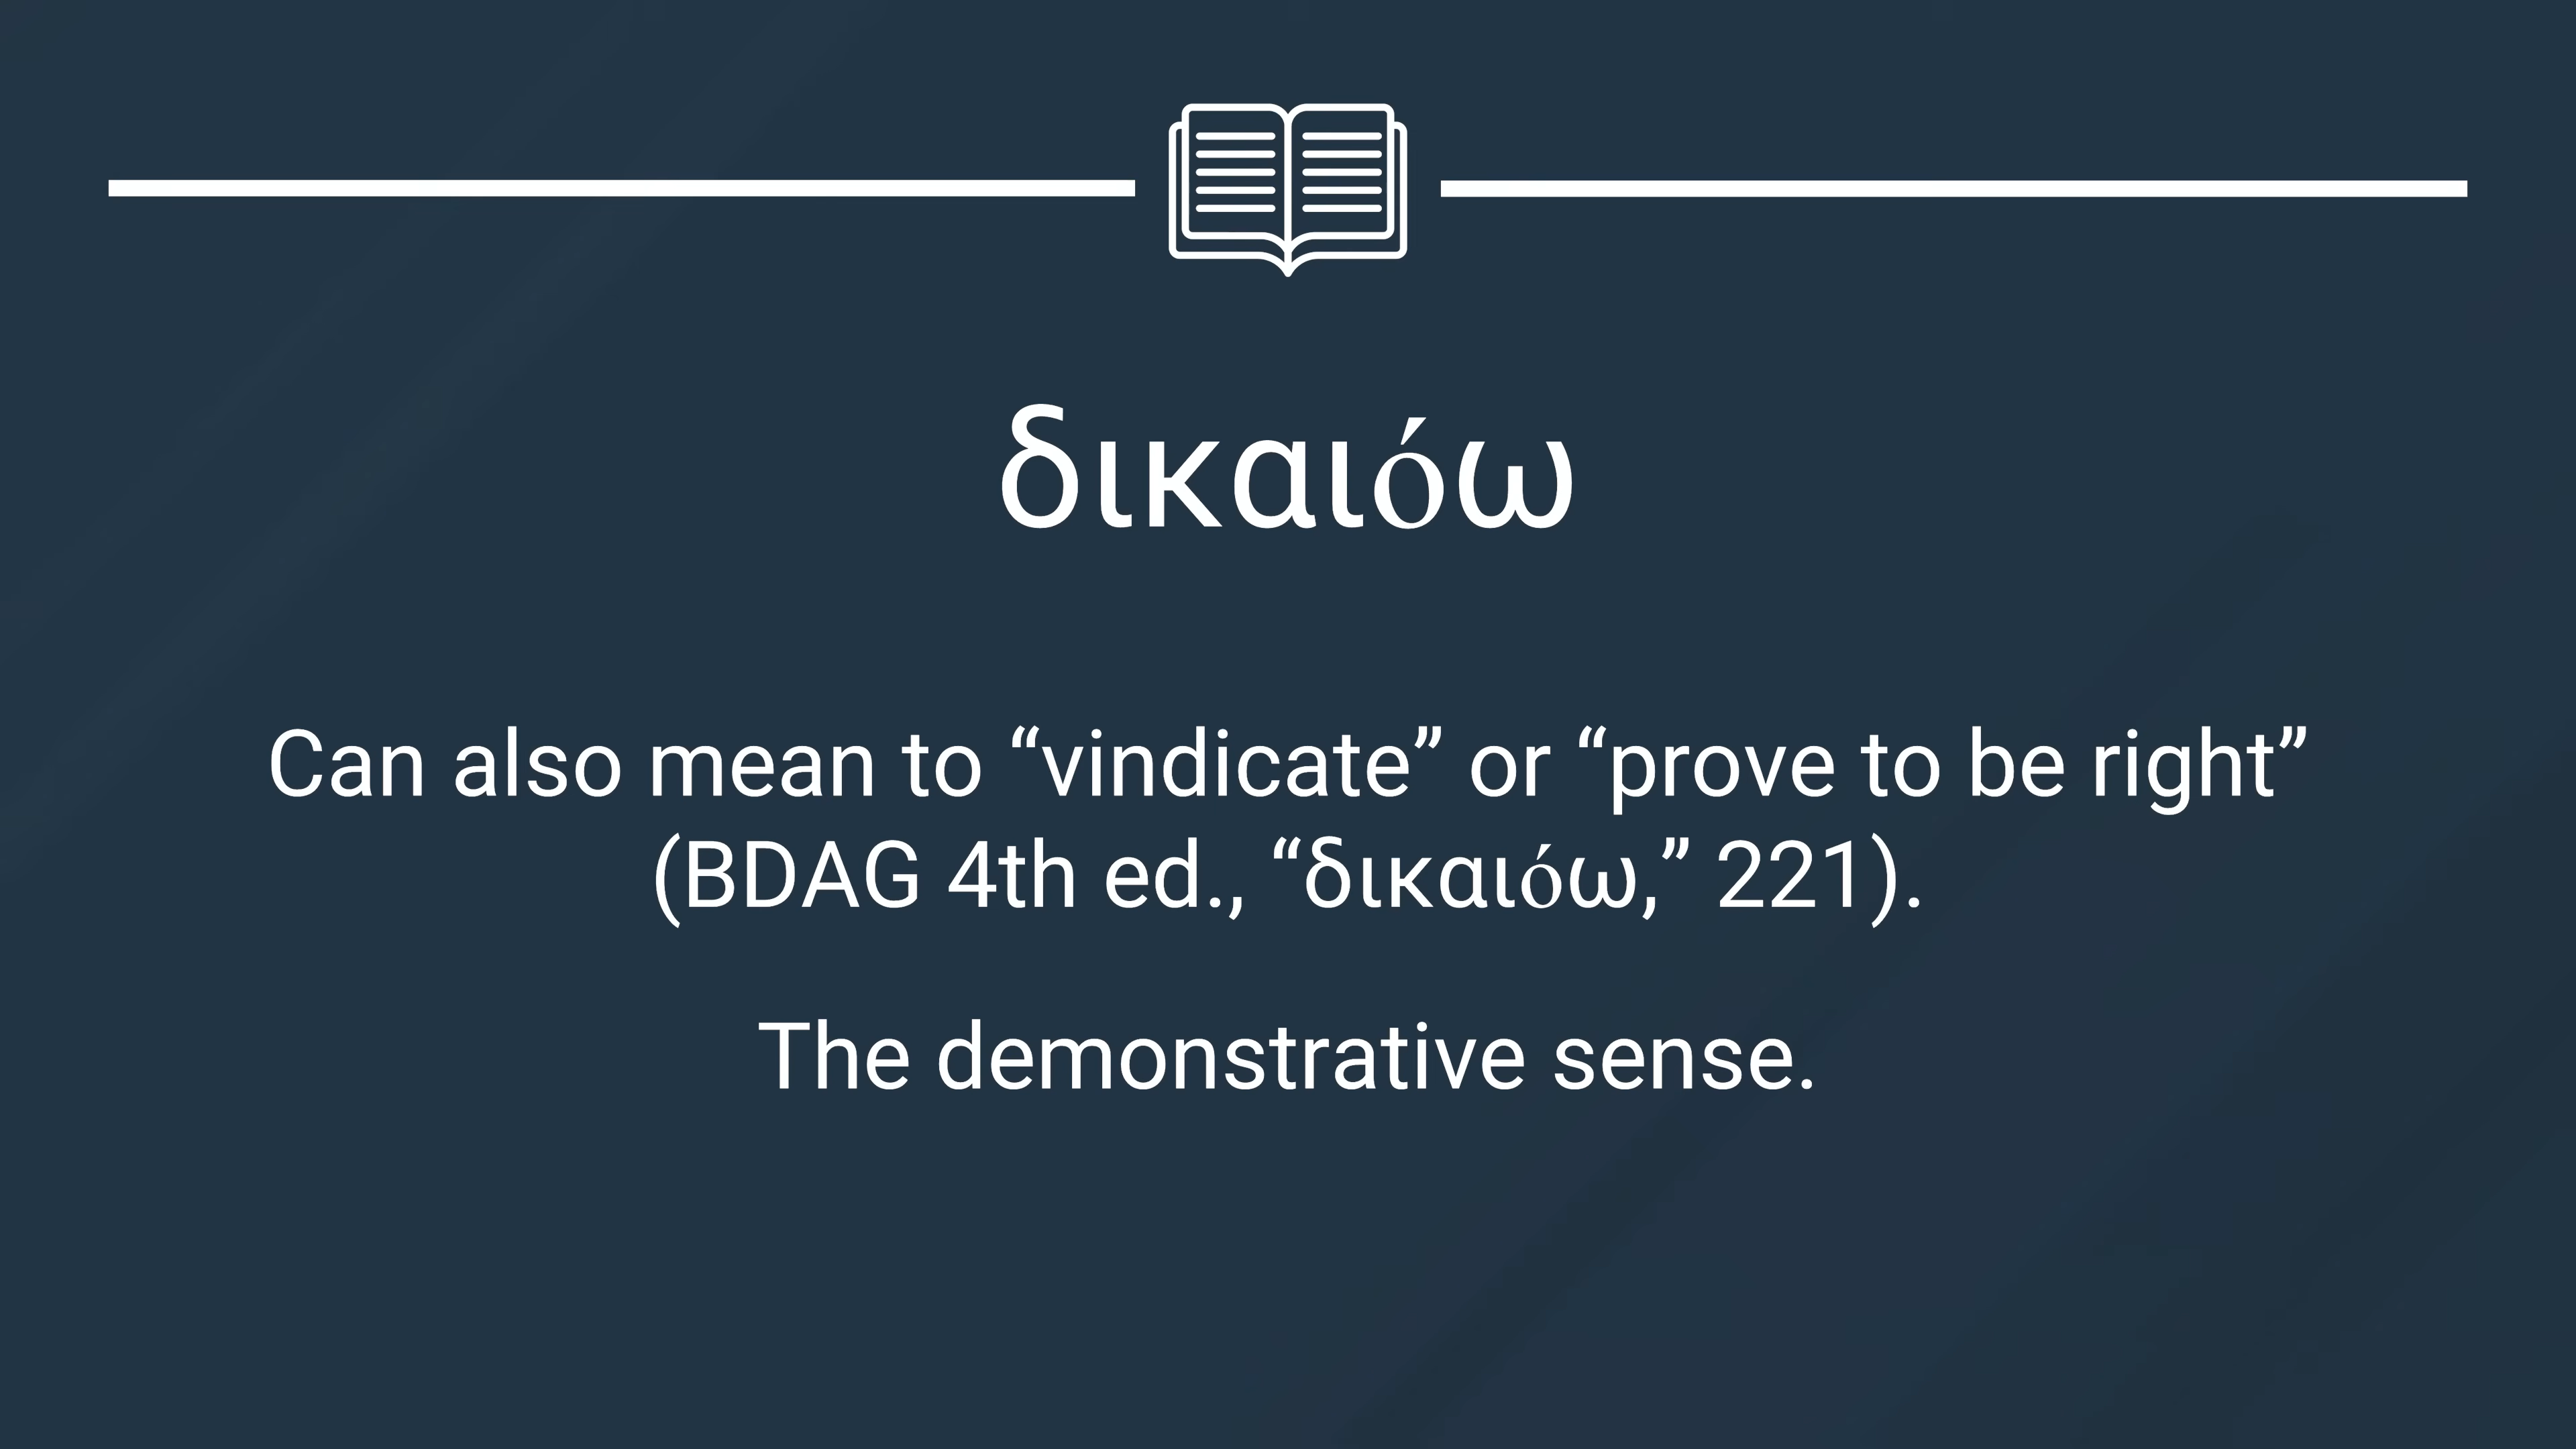 δικαιόω
Can also mean to “vindicate” or “prove to be right”
(BDAG 4th ed., “δικαιόω,” 221).
The demonstrative sense.